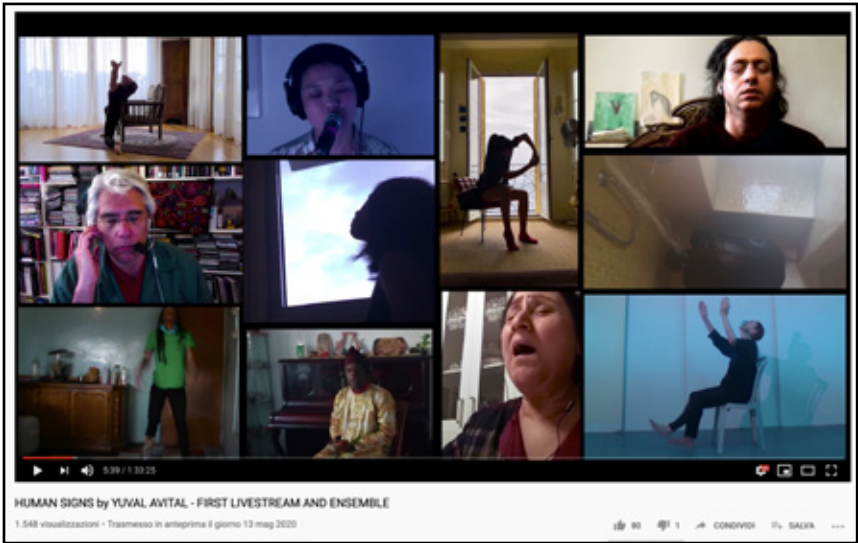 5:39 / 1:33:25
HUMAN SIGNS by YUVAL AVITAL - FIRST LIVESTREAM AND ENSEMBLE
1.548 visualizzazioni • Trasmesso in anteprima il giorno 13 mag 2020
80 1 CONDIVIDI SALVA